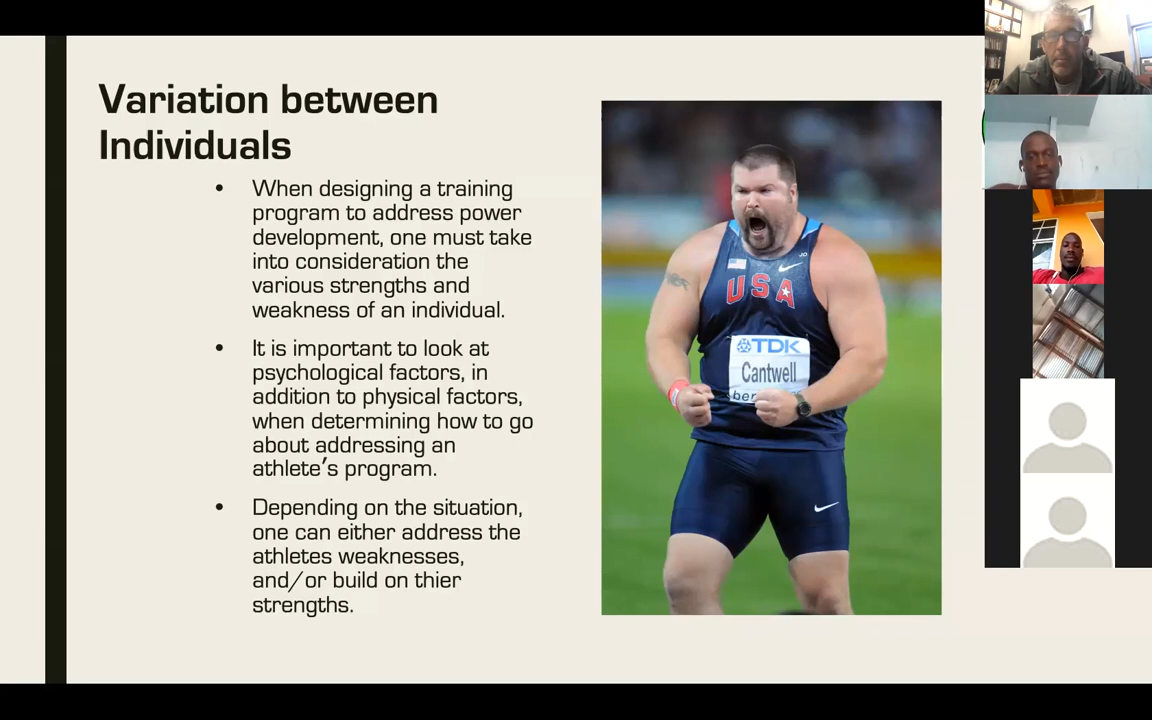 Variation between
Individuals
• When designing a training
program to address power
development, one must take
into consideration the
various strengths and
weakness of an individual.
• It is important to look at
psychological factors, in
addition to physical factors,
when determining how to go
about addressing an
athlete's program.
• Depending on the situation,
one can either address the
athletes weaknesses,
and/or build on thier
strengths.
JO
USA
TDK
Cantwell
ber